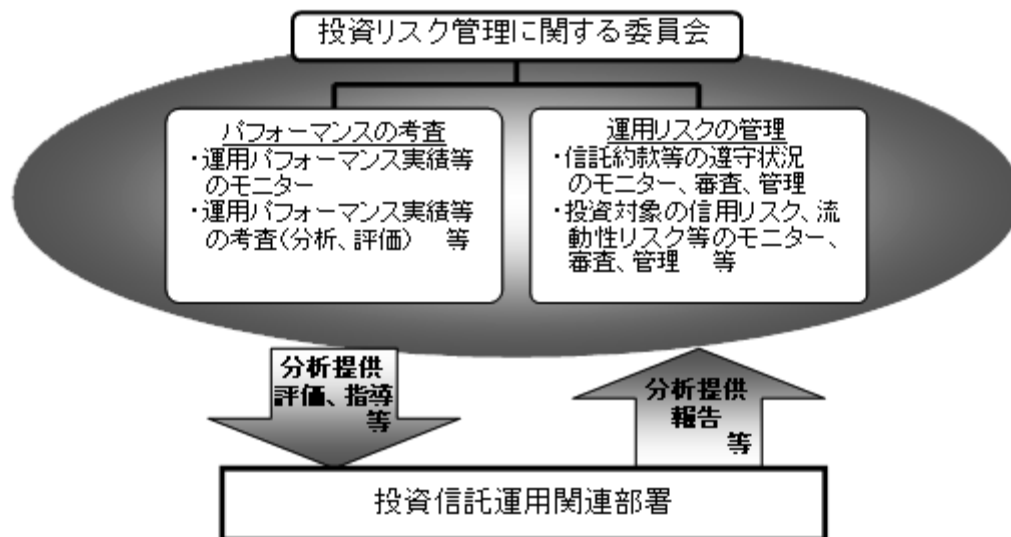 投資リスク管理に関する委員会
パフォーマンスの考査
・運用パフォーマンス実績等
のモニター
・運用パフォーマンス実績等
の考査(分析、評価) 等
運用リスクの管理
・信託約款等の遵守状況
のモニター、審査、管理
・投資対象の信用リスク、流
動性リスク等のモニター、
審査、管理 等
分析提供
評価、指導
等
分析提供
報告
等
投資信託運用関連部署